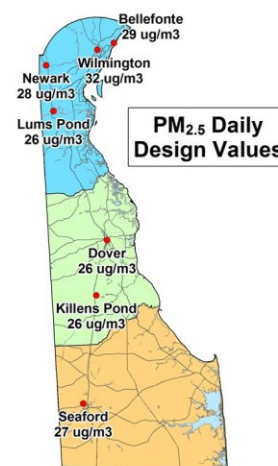 Bellefonte
29 ug/m3
Wilmington
32 ug/m3
Newark
28 ug/m3
Lums Pond
26 ug/m3
PM2.5 Daily
Design Values
Dover
26 ug/m3
Killens Pond
26 ug/m3
Seaford
27 ug/m3